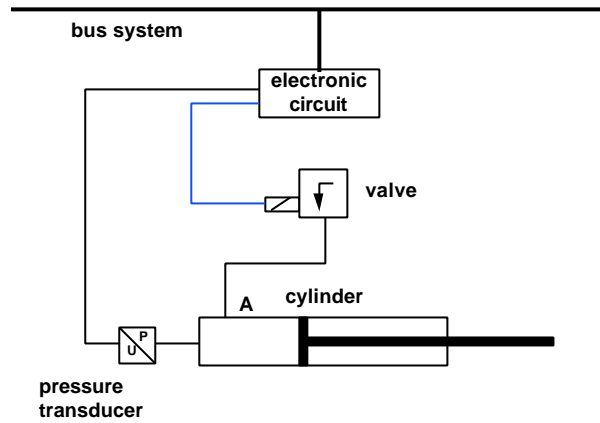 bus system
electronic
circuit
valve
A
cylinder
P
U
pressure
transducer